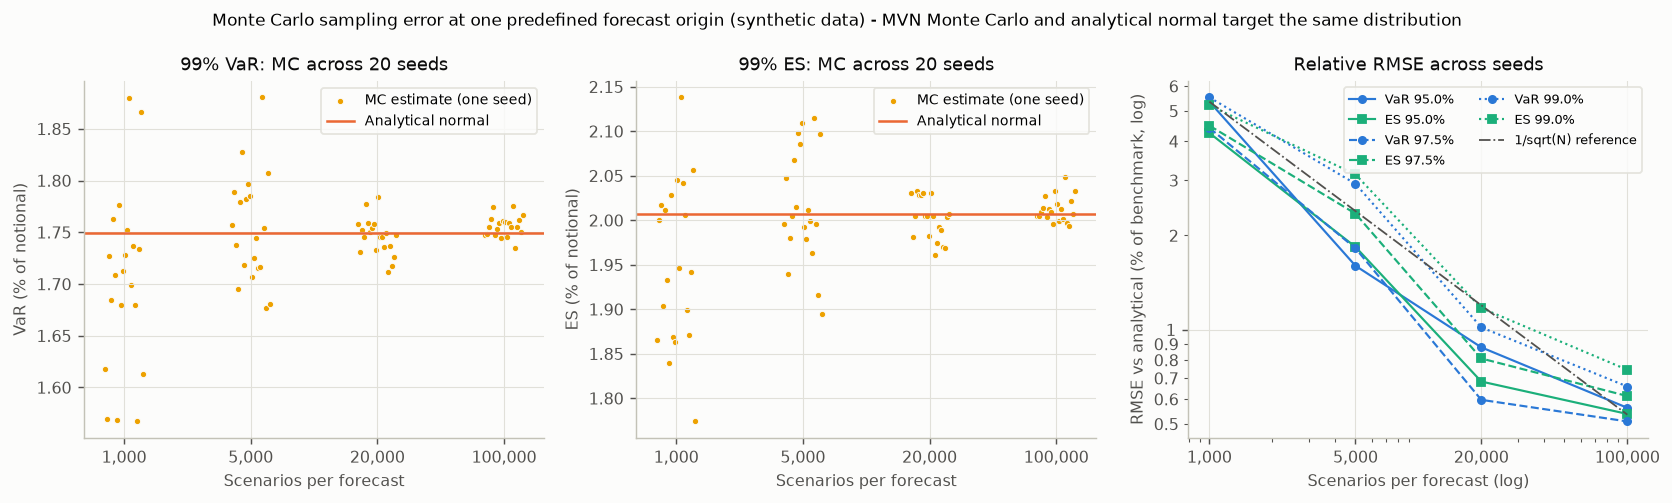 Monte Carlo sampling error at one predefined forecast origin (synthetic data) - MVN Monte Carlo and analytical normal target the same distribution
99% VaR: MC across 20 seeds
MC estimate (one seed)
Analytical normal
VaR (% of notional)
1.85
1.80
1.75
1.70
1.65
1.60
1,000
5,000
20,000
100,000
Scenarios per forecast
99% ES: MC across 20 seeds
MC estimate (one seed)
Analytical normal
ES (% of notional)
2.15
2.10
2.05
2.00
1.95
1.90
1.85
1.80
1,000
5,000
20,000
100,000
Scenarios per forecast
Relative RMSE across seeds
VaR 95.0%
ES 95.0%
VaR 97.5%
ES 97.5%
VaR 99.0%
ES 99.0%
1/sqrt(N) reference
RMSE vs analytical (% of benchmark, log)
6
5
4
3
2
1
0.9
0.8
0.7
0.6
0.5
1,000
5,000
20,000
100,000
Scenarios per forecast (log)